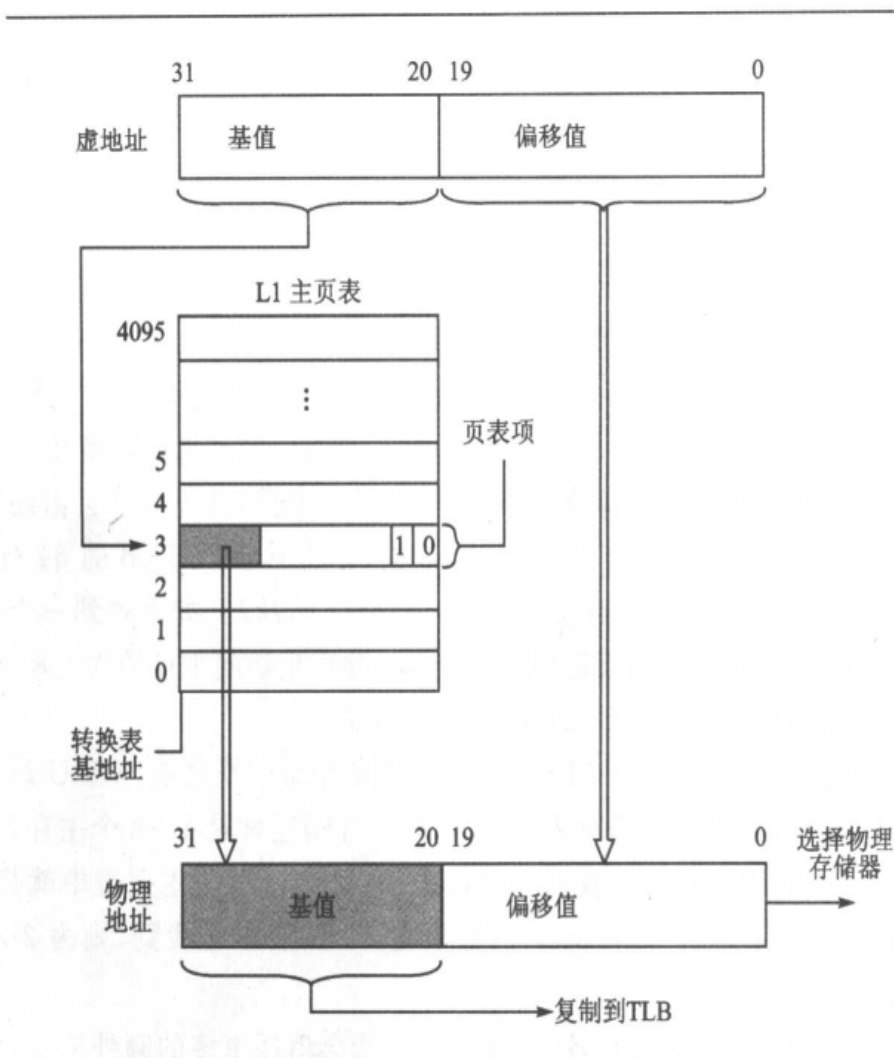 31 20 19 0
虚地址 基值 偏移值
L1 主页表
4095
⋮
页表项
5
4
3 1 0
2
1
0
转换表
基地址
31 20 19 0
选择物理
存储器
物理
地址
基值 偏移值
复制到TLB